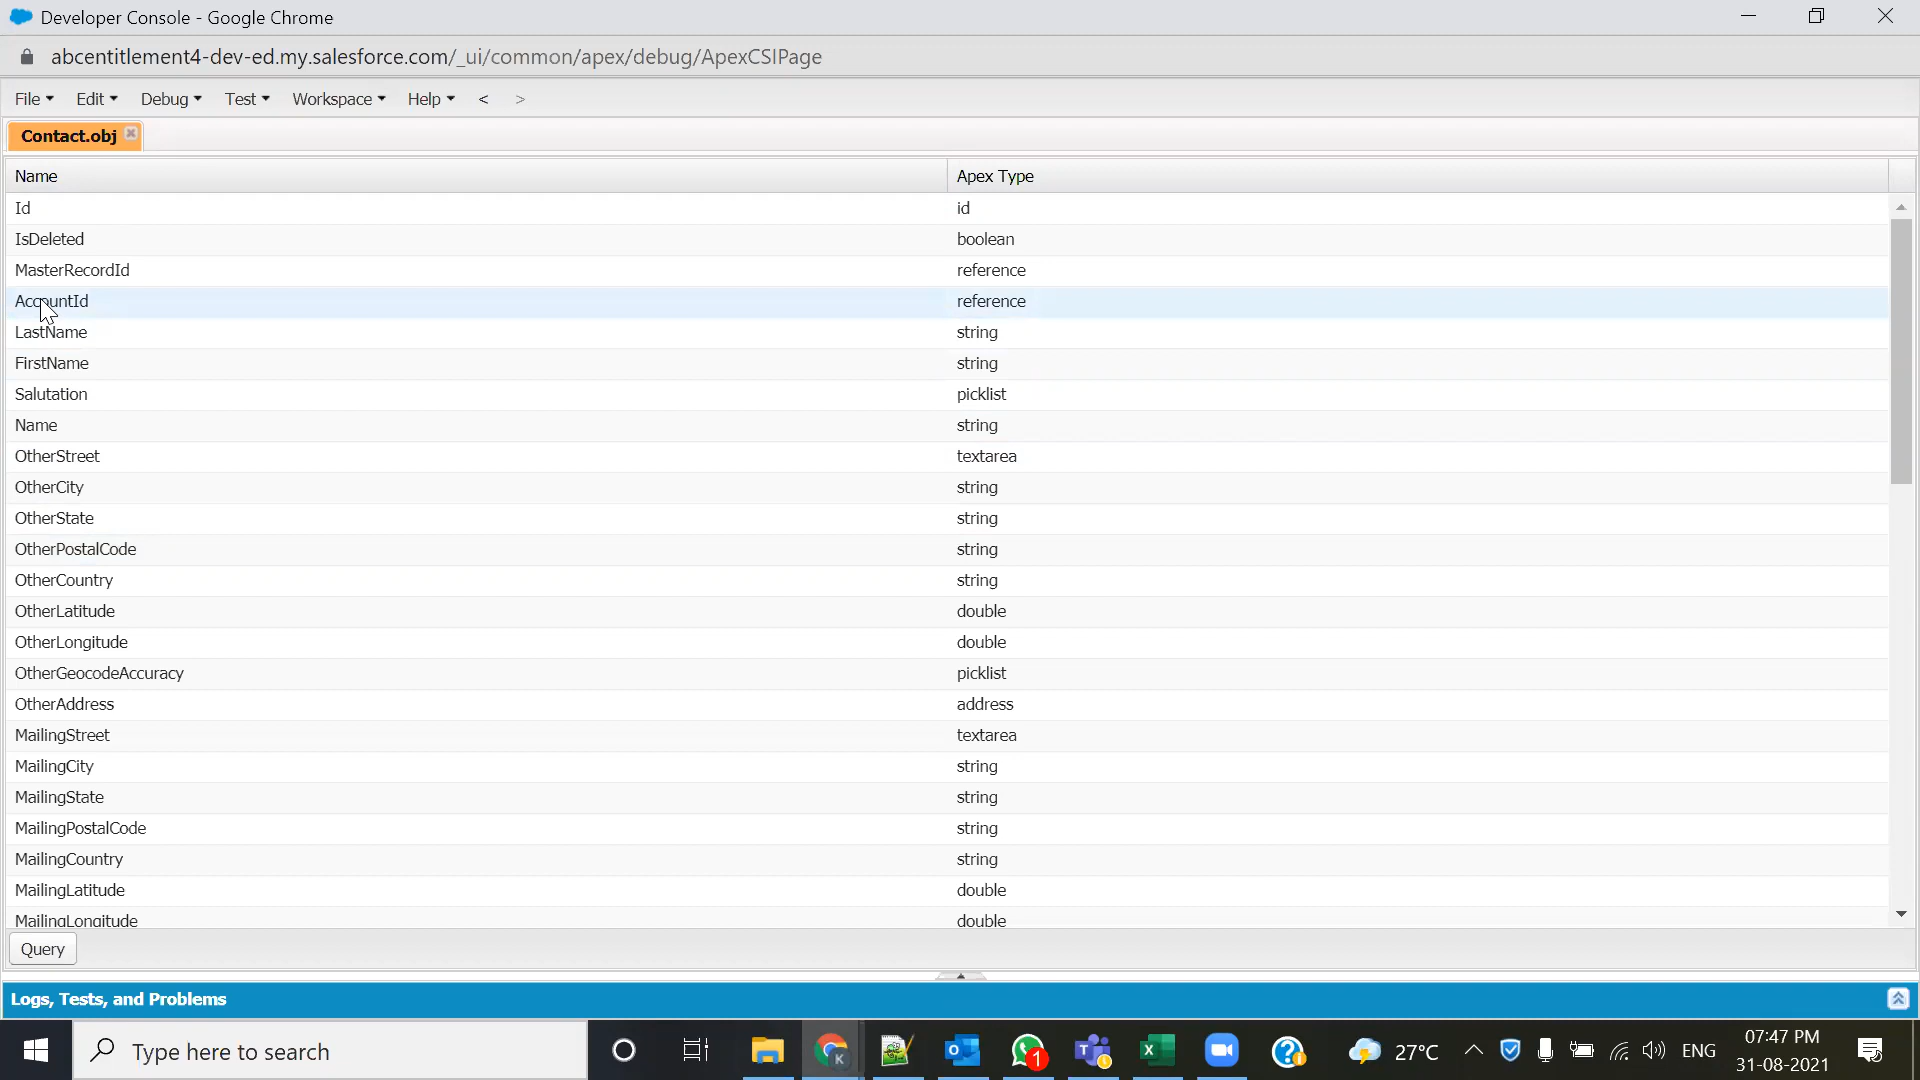 Developer Console - Google Chrome
abcentitlement4-dev-ed.my.salesforce.com/_ui/common/apex/debug/ApexCSIPage
File Edit Debug Test Workspace Help < >
Contact.obj
Name Apex Type
Id id
IsDeleted boolean
MasterRecordId reference
AccountId reference
LastName string
FirstName string
Salutation picklist
Name string
OtherStreet textarea
OtherCity string
OtherState string
OtherPostalCode string
OtherCountry string
OtherLatitude double
OtherLongitude double
OtherGeocodeAccuracy picklist
OtherAddress address
MailingStreet textarea
MailingCity string
MailingState string
MailingPostalCode string
MailingCountry string
MailingLatitude double
MailingLongitude double
Query
Logs, Tests, and Problems
Type here to search
K
1
27°C
ENG
07:47 PM
31-08-2021